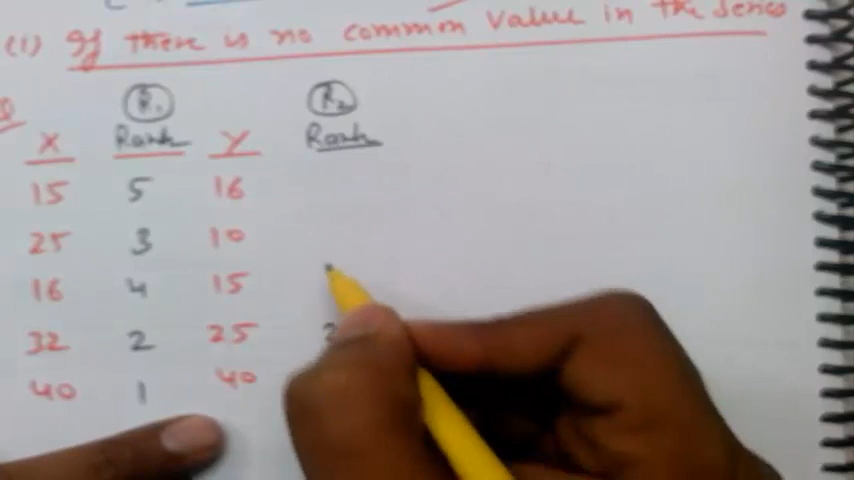 (1) If there is no common value in the series
R₁ R₂
X Rank Y Rank
15 5 16
25 3 10
16 4 15
32 2 25 2
40 1 40